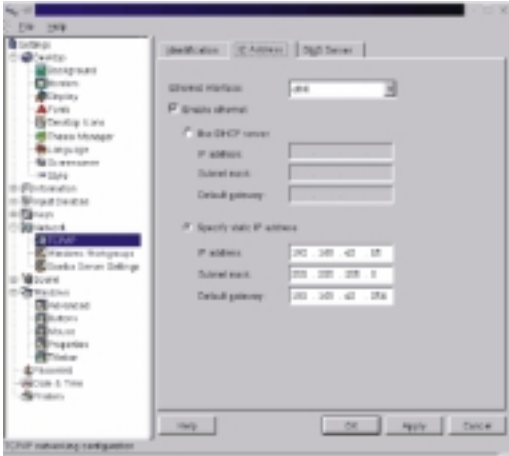 File Help
Settings
Desktop
Background
Borders
Display
Fonts
Desktop Icons
Theme Manager
Language
Screensaver
Style
Information
Input Devices
Keys
Network
TCP/IP
Windows Workgroups
Samba Server Settings
Sound
Windows
Advanced
Buttons
Mouse
Properties
Titlebar
Password
Date & Time
Printers
Identification IP Address DNS Server
Ethernet Interface: eth0
Enable ethernet
Use DHCP server
IP address:
Subnet mask:
Default gateway:
Specify static IP address
IP address:
Subnet mask:
Default gateway:
Help OK Apply Cancel
TCP/IP networking configuration